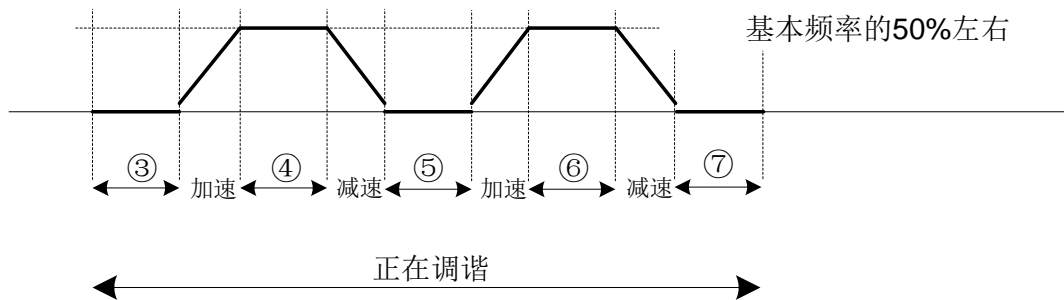 基本频率的50%左右
③ 加速 ④ 减速 ⑤ 加速 ⑥ 减速 ⑦
正在调谐